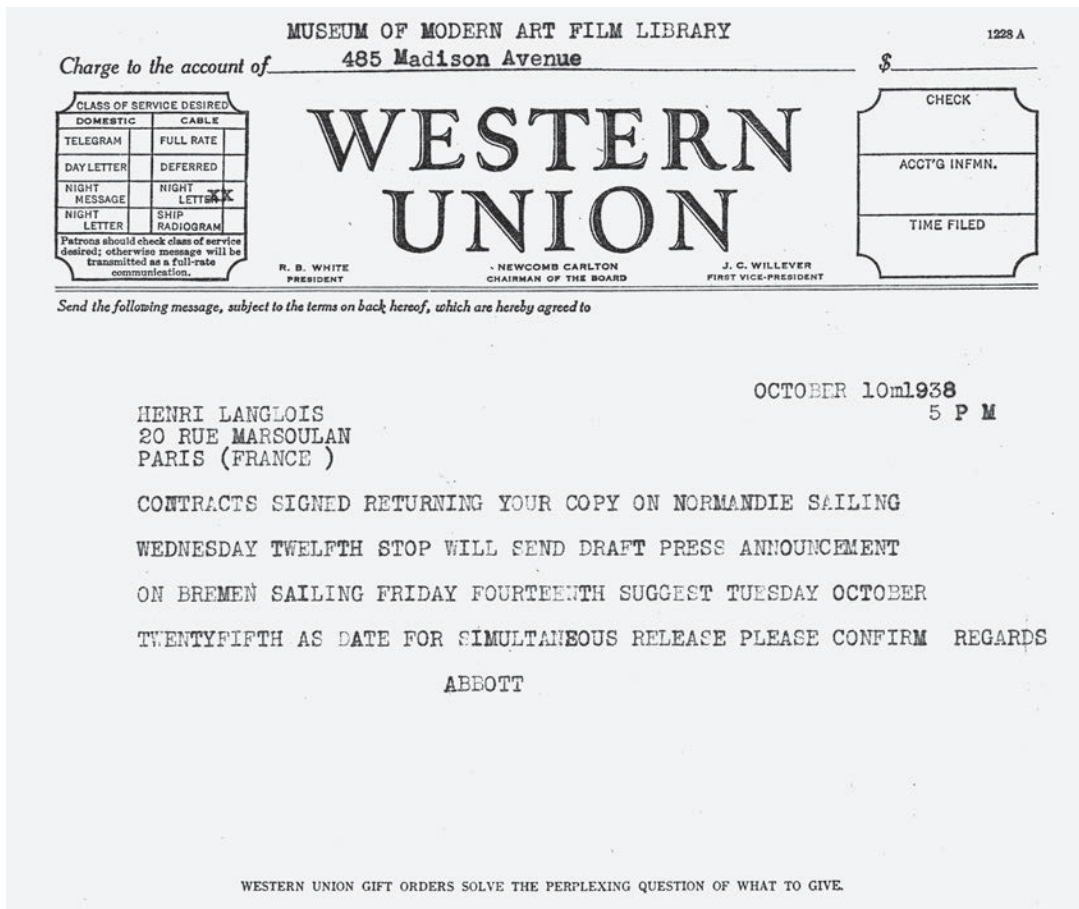 MUSEUM OF MODERN ART FILM LIBRARY
1228 A
Charge to the account of 485 Madison Avenue $
CLASS OF SERVICE DESIRED
DOMESTIC CABLE
TELEGRAM FULL RATE
DAY LETTER DEFERRED
NIGHT MESSAGE NIGHT LETTER XX
NIGHT LETTER SHIP RADIOGRAM
Patrons should check class of service
desired; otherwise message will be
transmitted as a full-rate
communication.
WESTERN
UNION
CHECK
ACCT'G INFMN.
TIME FILED
R. B. WHITE
PRESIDENT
NEWCOMB CARLTON
CHAIRMAN OF THE BOARD
J. C. WILLEVER
FIRST VICE-PRESIDENT
Send the following message, subject to the terms on back hereof, which are hereby agreed to
OCTOBER 10m1938
5 P M
HENRI LANGLOIS
20 RUE MARSOULAN
PARIS (FRANCE )
CONTRACTS SIGNED RETURNING YOUR COPY ON NORMANDIE SAILING
WEDNESDAY TWELFTH STOP WILL SEND DRAFT PRESS ANNOUNCEMENT
ON BREMEN SAILING FRIDAY FOURTEENTH SUGGEST TUESDAY OCTOBER
TWENTYFIFTH AS DATE FOR SIMULTANEOUS RELEASE PLEASE CONFIRM REGARDS
ABBOTT
WESTERN UNION GIFT ORDERS SOLVE THE PERPLEXING QUESTION OF WHAT TO GIVE.